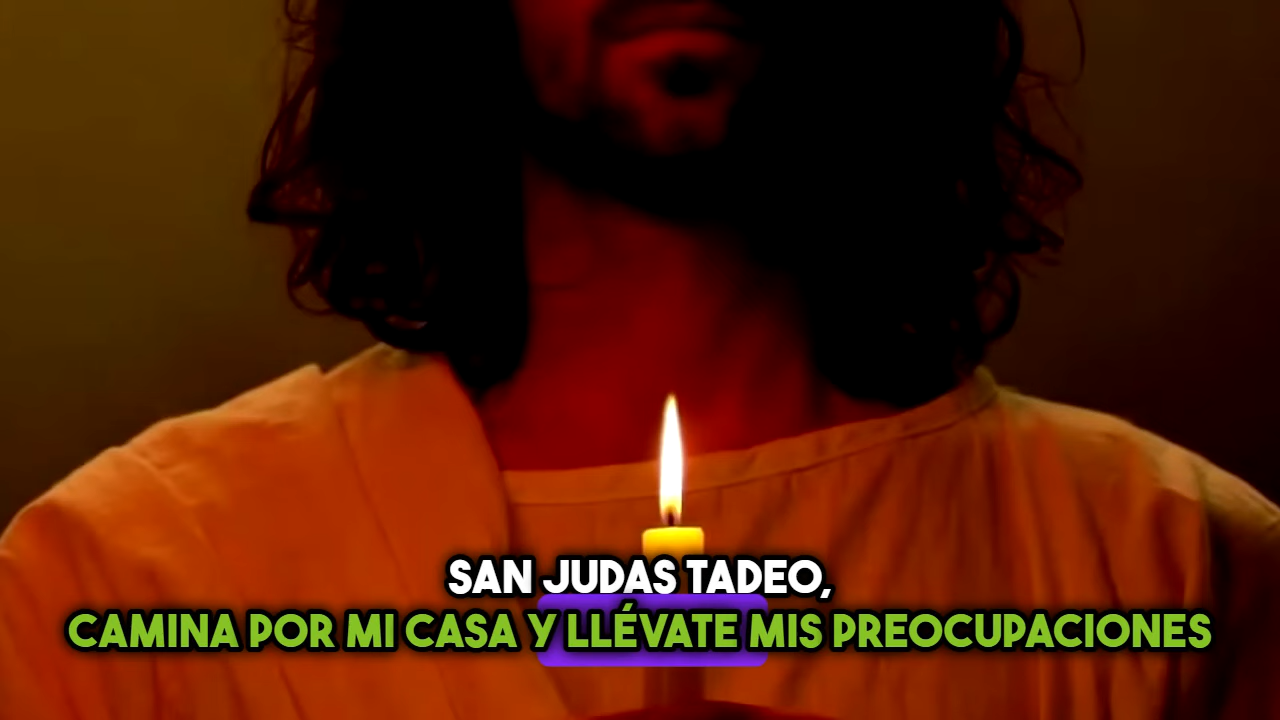 SAN JUDAS TADEO,
CAMINA POR MI CASA Y LLÉVATE MIS PREOCUPACIONES